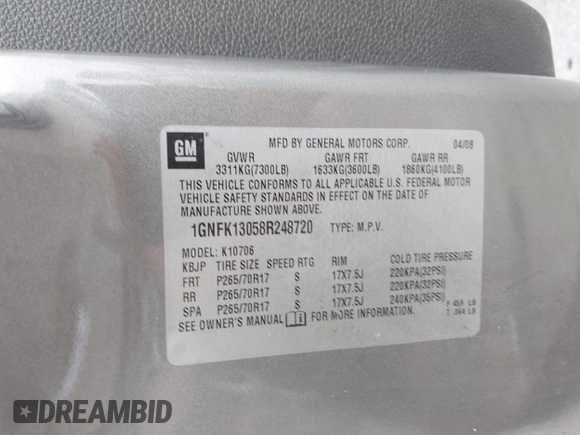 GM
MFD BY GENERAL MOTORS CORP. 04/08
GVWR GAWR FRT GAWR RR
3311KG(7300LB) 1633KG(3600LB) 1860KG(4100LB)
THIS VEHICLE CONFORMS TO ALL APPLICABLE U.S. FEDERAL MOTOR
VEHICLE SAFETY STANDARDS IN EFFECT ON THE DATE OF
MANUFACTURE SHOWN ABOVE.
1GNFK13058R248720 TYPE: M.P.V.
MODEL: K10706
KBJP TIRE SIZE SPEED RTG RIM COLD TIRE PRESSURE
FRT P265/70R17 S 17X7.5J 220KPA(32PSI)
RR P265/70R17 S 17X7.5J 220KPA(32PSI)
SPA P265/70R17 S 17X7.5J 240KPA(35PSI)
SEE OWNER'S MANUAL FOR MORE INFORMATION.
DREAMBID